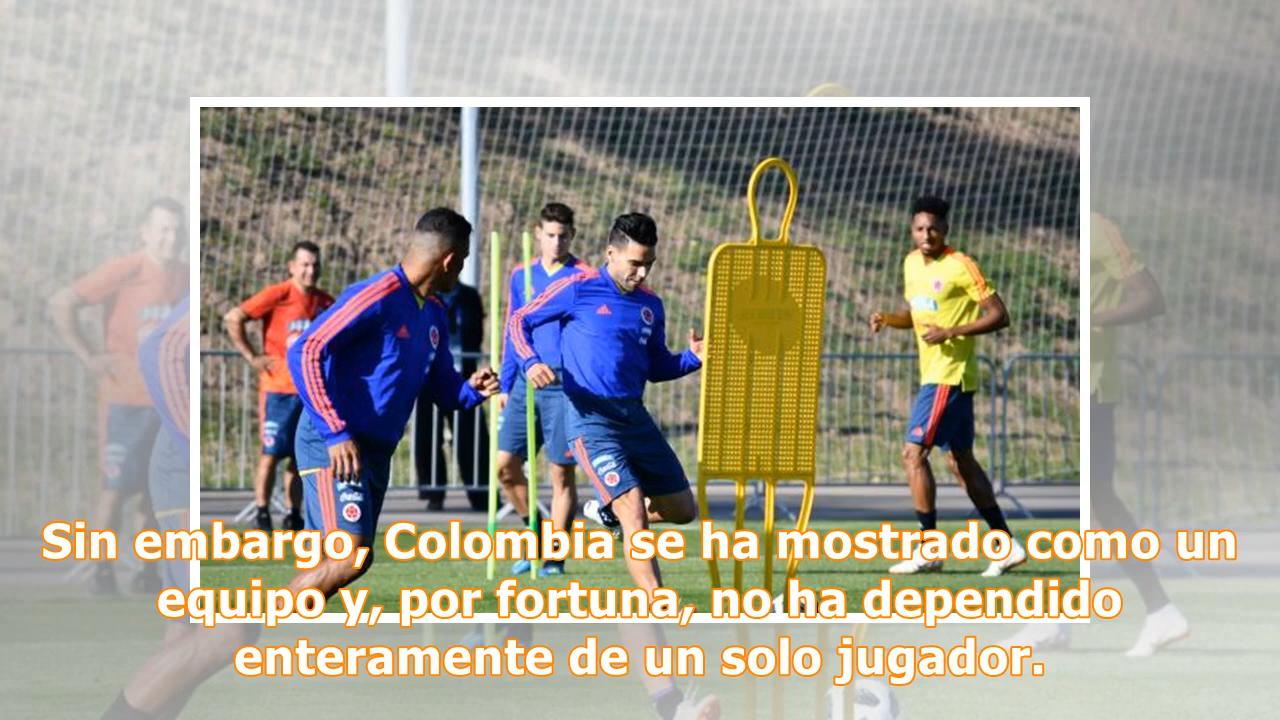 Sin embargo, Colombia se ha mostrado como un
equipo y, por fortuna, no ha dependido
enteramente de un solo jugador.